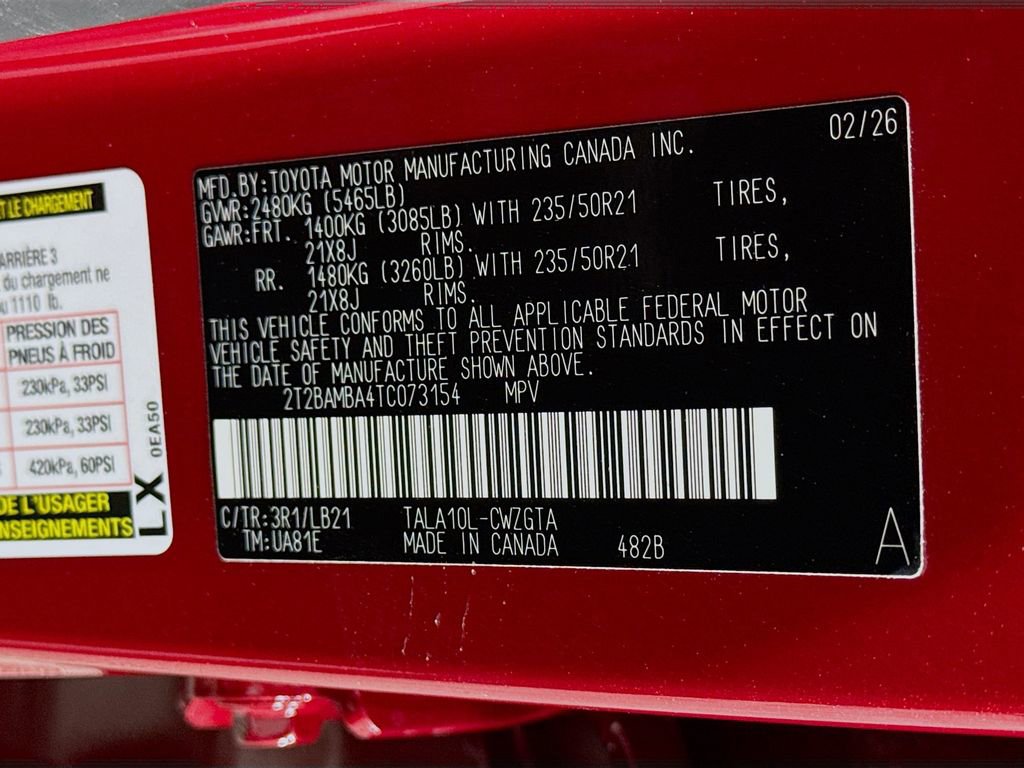 02/26
MFD.BY:TOYOTA MOTOR MANUFACTURING CANADA INC.
GVWR:2480KG (5465LB)
GAWR:FRT. 1400KG (3085LB) WITH 235/50R21 TIRES,
21X8J RIMS.
RR. 1480KG (3260LB) WITH 235/50R21 TIRES,
21X8J RIMS.
THIS VEHICLE CONFORMS TO ALL APPLICABLE FEDERAL MOTOR
VEHICLE SAFETY AND THEFT PREVENTION STANDARDS IN EFFECT ON
THE DATE OF MANUFACTURE SHOWN ABOVE.
2T2BAMBA4TC073154 MPV
C/TR:3R1/LB21 TALA10L-CWZGTA
TM:UA81E MADE IN CANADA 482B
A
T LE CHARGEMENT
ARRIÈRE 3
du chargement ne
1110 lb.
PRESSION DES
PNEUS À FROID
230kPa, 33PSI
230kPa, 33PSI
420kPa, 60PSI
DE L'USAGER
NSEIGNEMENTS
LX 0EA50